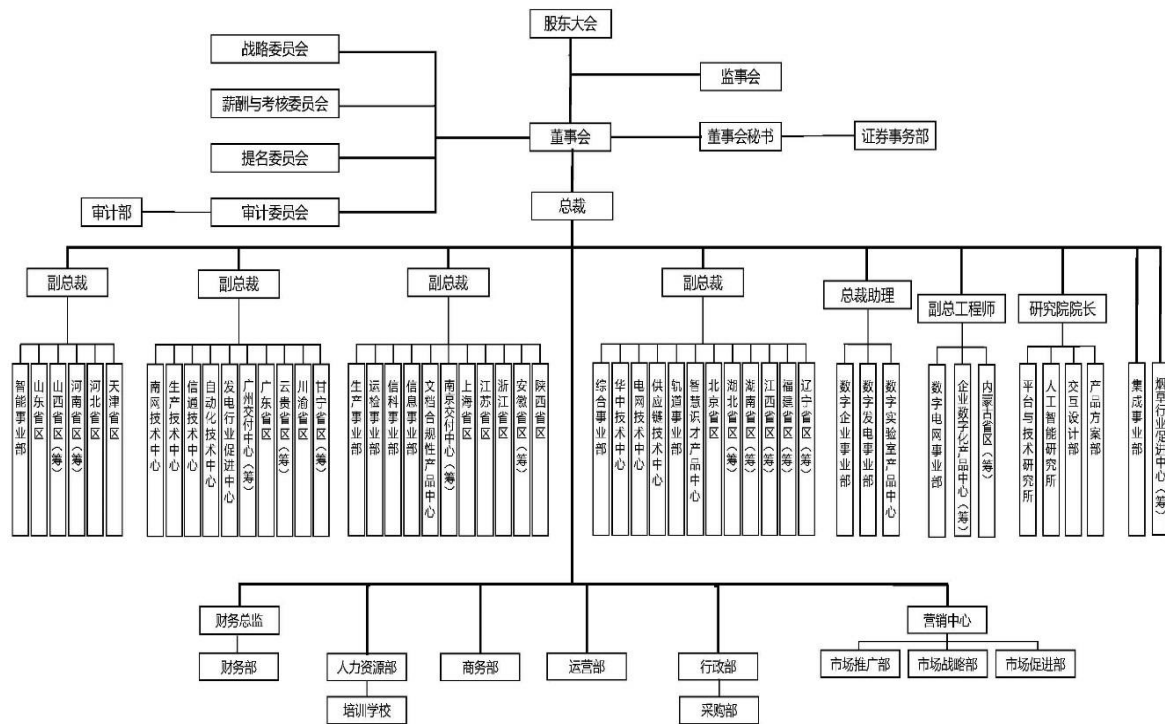 股东大会
战略委员会
监事会
薪酬与考核委员会
董事会
董事会秘书
证券事务部
提名委员会
审计部
审计委员会
总裁
副总裁
副总裁
副总裁
副总裁
总裁助理
副总工程师
研究院院长
智能事业部
山东省区
山西省区（筹）
河南省区（筹）
河北省区
天津省区
南网技术中心
生产技术中心
信通技术中心
自动化技术中心
发电行业促进中心
广州交付中心（筹）
广东省区
云贵省区（筹）
川渝省区
甘宁省区（筹）
生产事业部
运检事业部
信科事业部
信息事业部
文档合规性产品中心
南京交付中心（筹）
上海省区
江苏省区
浙江省区
安徽省区（筹）
陕西省区
综合事业部
华中技术中心
电网技术中心
供应链技术中心
轨道事业部
智慧识才产品中心
北京省区
湖北省区（筹）
湖南省区（筹）
江西省区（筹）
福建省区（筹）
辽宁省区（筹）
数字企业事业部
数字发电事业部
数字实验室产品中心
数字电网事业部
企业数字化产品中心（筹）
内蒙古省区（筹）
平台与技术研究所
人工智能研究所
交互设计部
产品方案部
集成事业部
烟草行业促进中心（筹）
财务总监
营销中心
财务部
人力资源部
商务部
运营部
行政部
市场推广部
市场战略部
市场促进部
培训学校
采购部